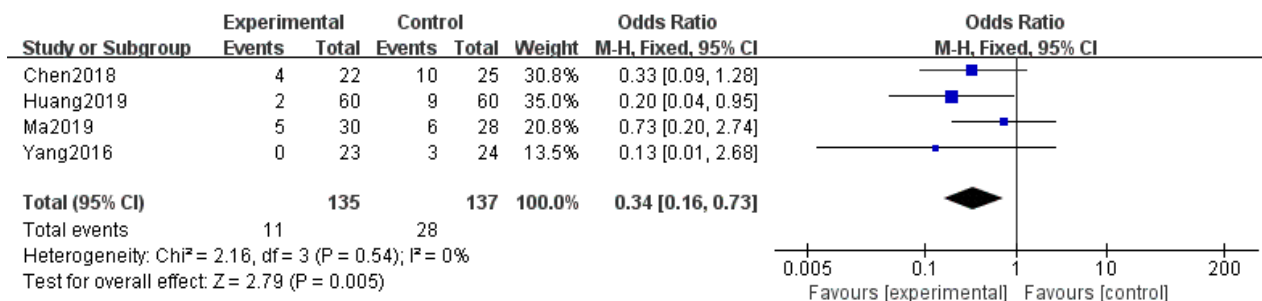 Experimental Control Odds Ratio Odds Ratio
Study or Subgroup Events Total Events Total Weight M-H, Fixed, 95% CI M-H, Fixed, 95% CI
Chen2018 4 22 10 25 30.8% 0.33 [0.09, 1.28]
Huang2019 2 60 9 60 35.0% 0.20 [0.04, 0.95]
Ma2019 5 30 6 28 20.8% 0.73 [0.20, 2.74]
Yang2016 0 23 3 24 13.5% 0.13 [0.01, 2.68]
Total (95% CI) 135 137 100.0% 0.34 [0.16, 0.73]
Total events 11 28
Heterogeneity: Chi² = 2.16, df = 3 (P = 0.54); I² = 0%
Test for overall effect: Z = 2.79 (P = 0.005)
0.005 0.1 1 10 200
Favours [experimental] Favours [control]